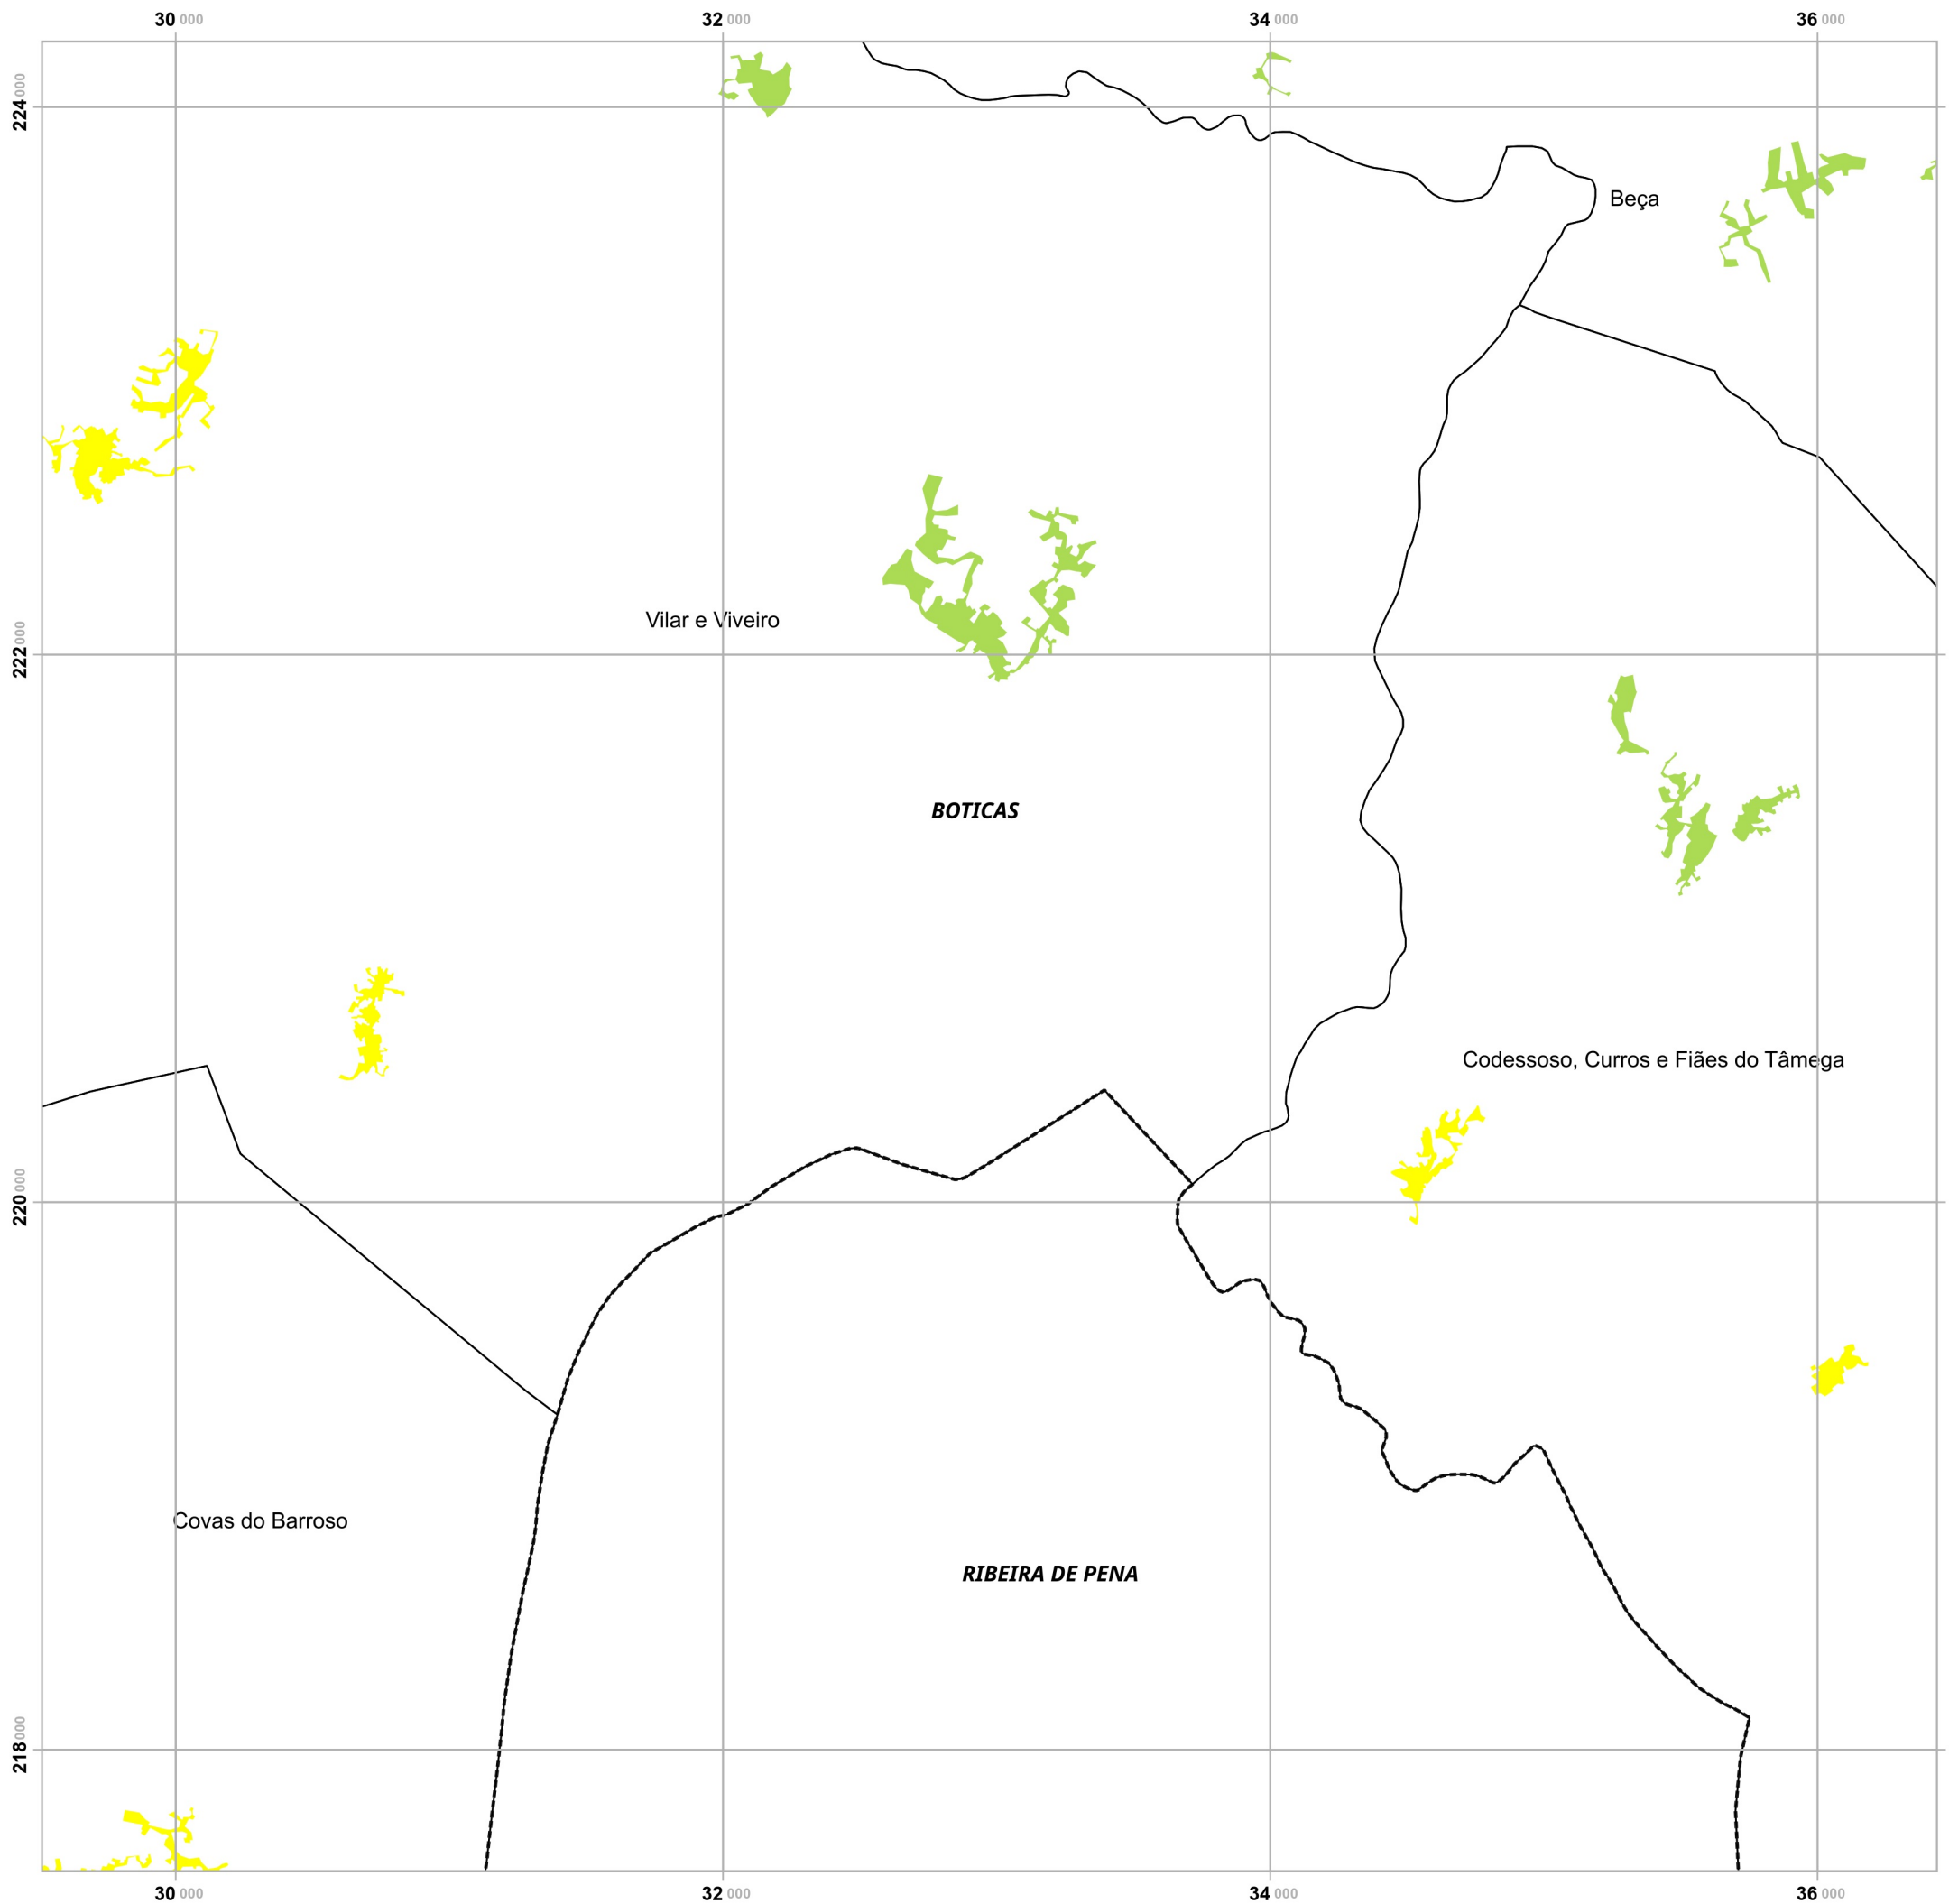 30 000 32 000 34 000 36 000
224 000
Beça
222 000
Vilar e Viveiro
BOTICAS
Codessoso, Curros e Fiães do Tâmega
220 000
Covas do Barroso
RIBEIRA DE PENA
218 000
30 000 32 000 34 000 36 000